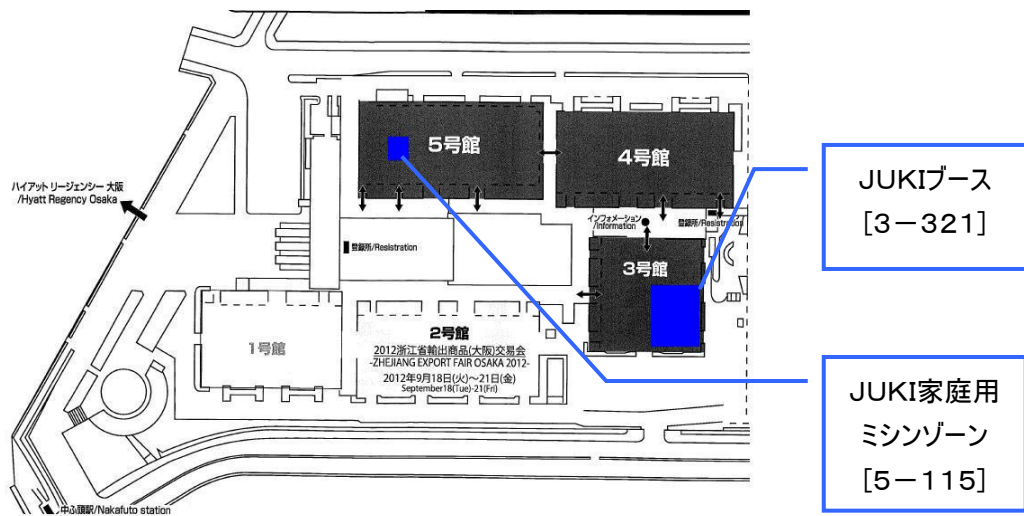 5号館
4号館
JUKIブース
[3－321]
ハイアット リージェンシー 大阪
/Hyatt Regency Osaka
インフォメーション
/Information
登録所/Resistration
登録所/Resistration
3号館
1号館
2号館
2012浙江省輸出商品(大阪)交易会
-ZHEJIANG EXPORT FAIR OSAKA 2012-
2012年9月18日(火)～21日(金)
September18(Tue)-21(Fri)
JUKI家庭用
ミシンゾーン
[5－115]
中ふ頭駅/Nakafuto station